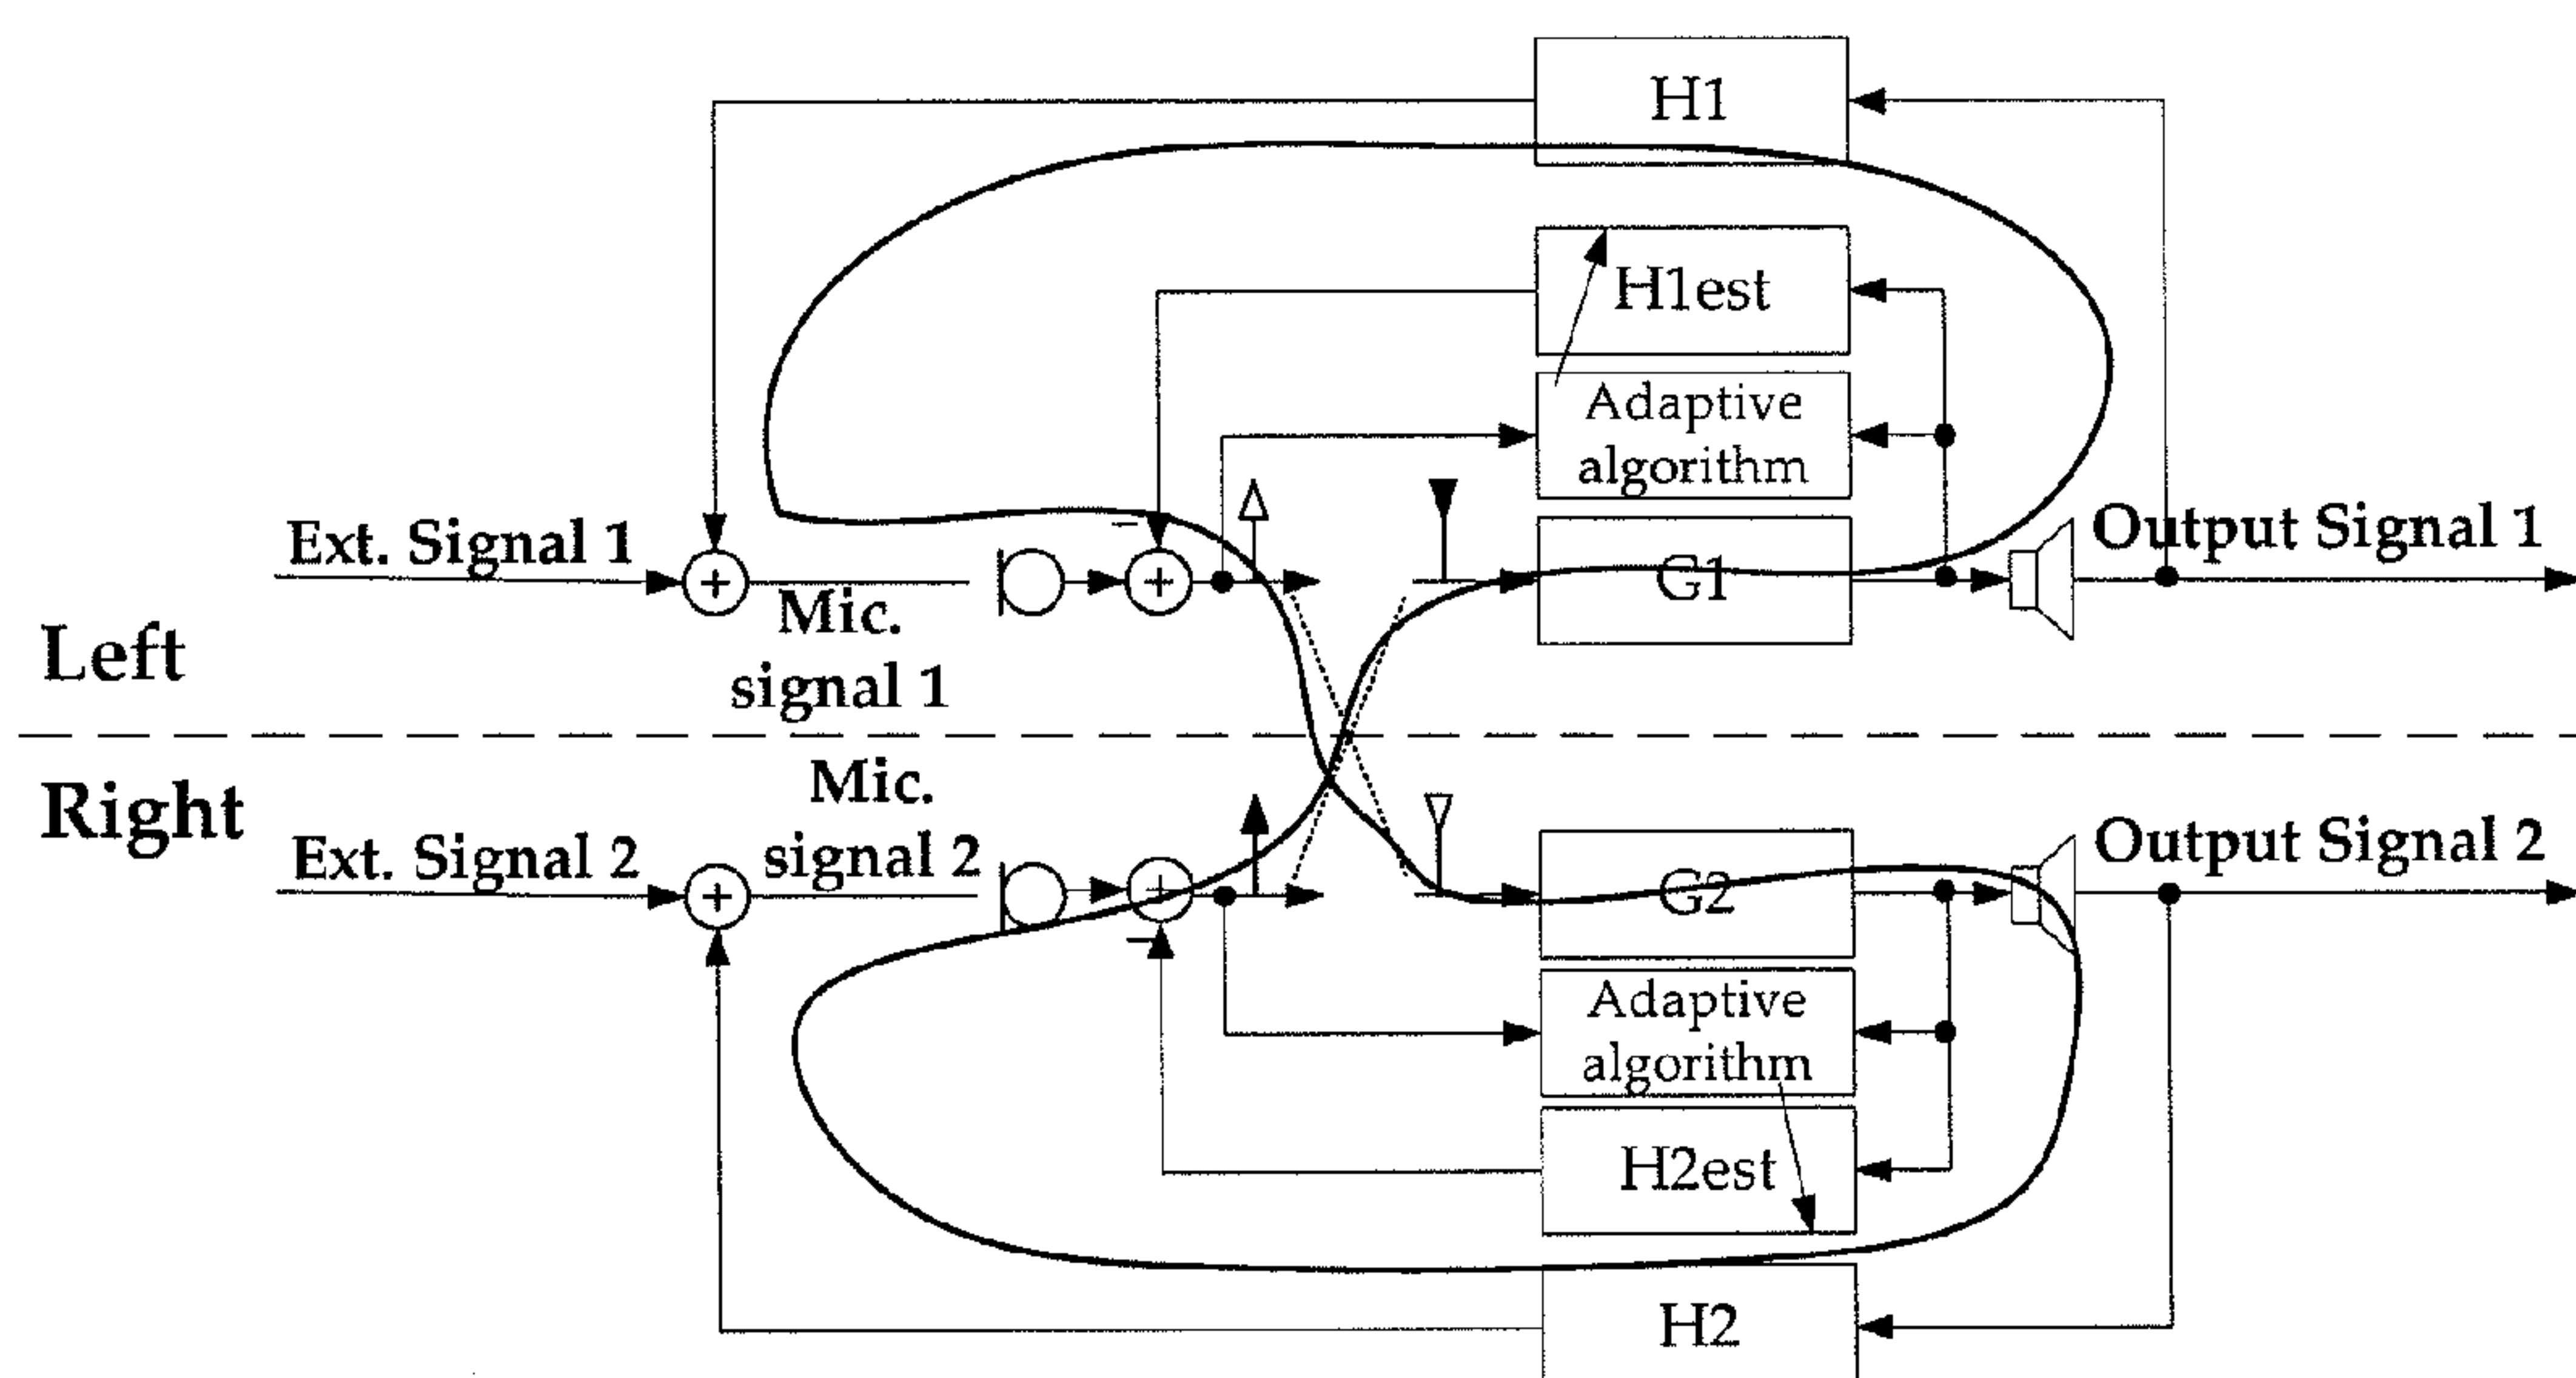 H1
H1est
Adaptive
algorithm
Ext. Signal 1
–
+
+
G1
Output Signal 1
Mic.
signal 1
Left
Right
Mic.
signal 2
Ext. Signal 2
+
+
–
G2
Output Signal 2
Adaptive
algorithm
H2est
H2